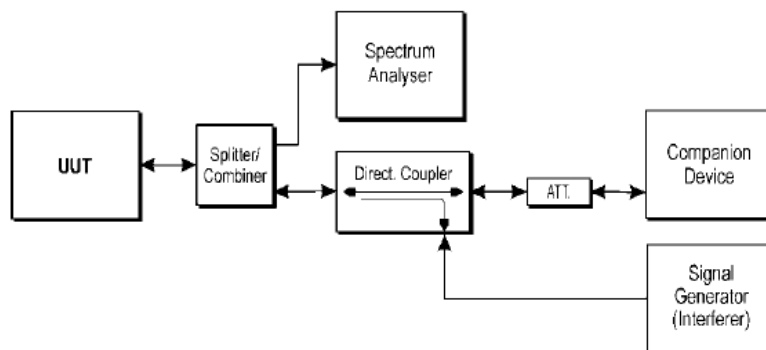 Spectrum
Analyser
UUT
Splitter/
Combiner
Direct. Coupler
ATT.
Companion
Device
Signal
Generator
(Interferer)